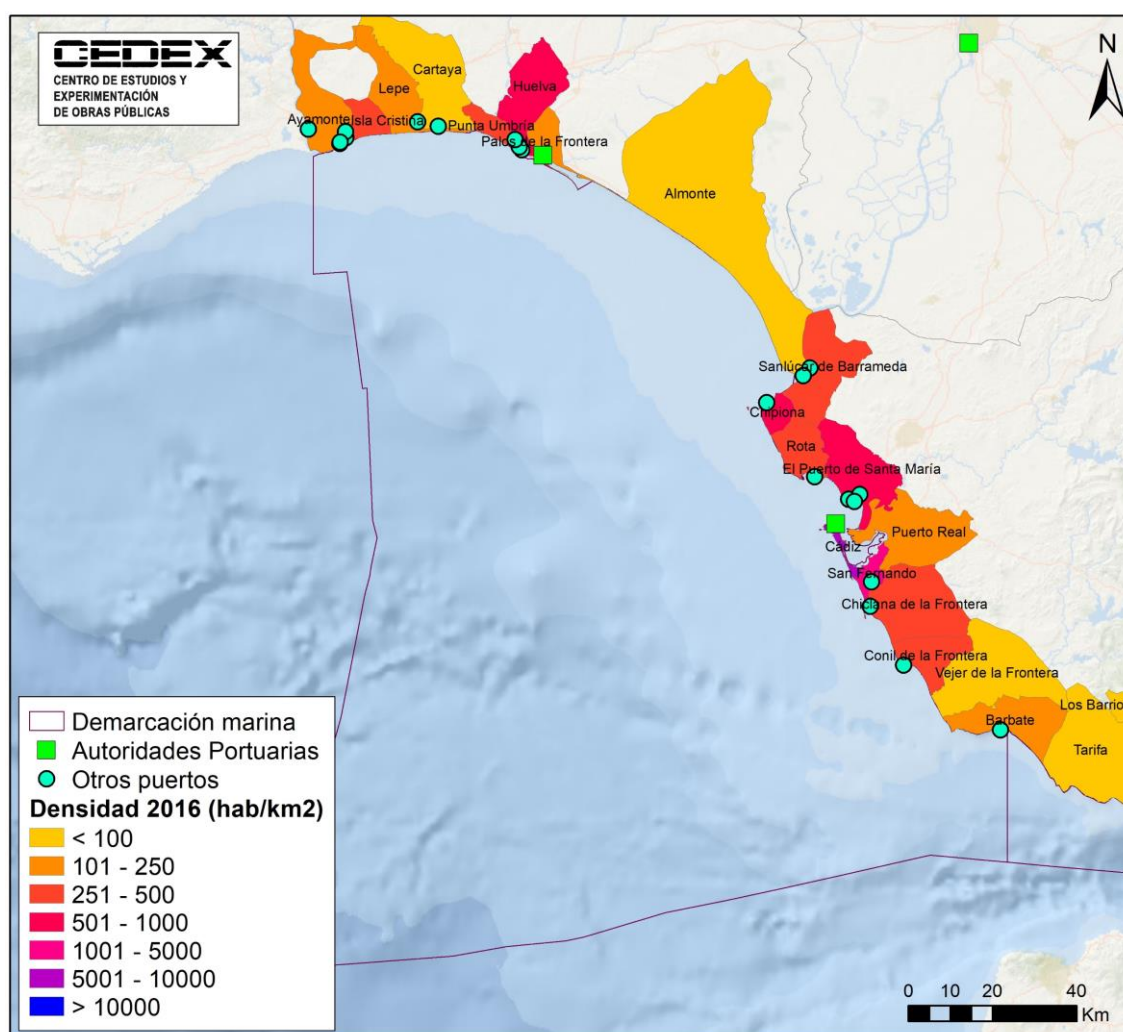 CEDEX
CENTRO DE ESTUDIOS Y
EXPERIMENTACIÓN
DE OBRAS PÚBLICAS
N
Cartaya
Lepe
Huelva
Ayamonte
Isla Cristina
Punta Umbría
Palos de la Frontera
Almonte
Sanlúcar de Barrameda
Chipiona
Rota
El Puerto de Santa María
Puerto Real
Cádiz
San Fernando
Chiclana de la Frontera
Conil de la Frontera
Vejer de la Frontera
Los Barrio
Barbate
Tarifa
Demarcación marina
Autoridades Portuarias
Otros puertos
Densidad 2016 (hab/km2)
< 100
101 - 250
251 - 500
501 - 1000
1001 - 5000
5001 - 10000
> 10000
0 10 20 40
Km